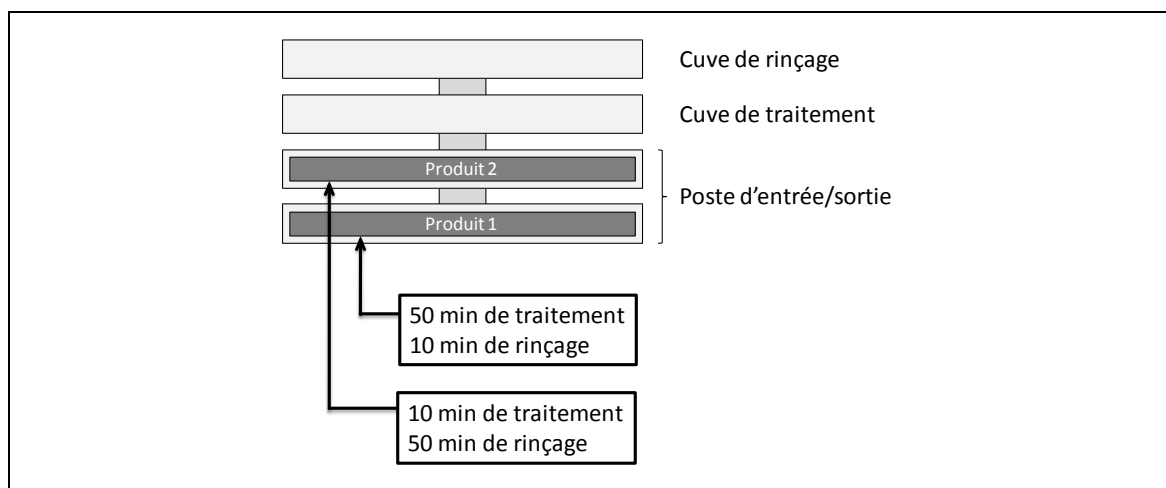 Cuve de rinçage
Cuve de traitement
Produit 2
Poste d'entrée/sortie
Produit 1
50 min de traitement
10 min de rinçage
10 min de traitement
50 min de rinçage